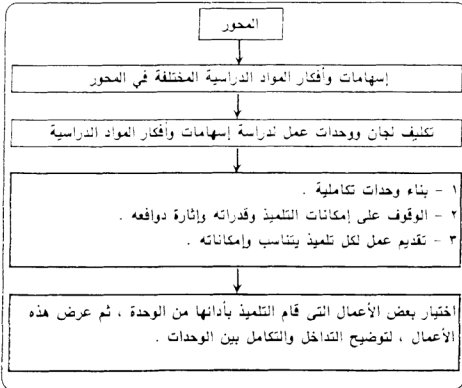 المحور
إسهامات وأفكار المواد الدراسية المختلفة في المحور
تكليف لجان ووحدات عمل لدراسة إسهامات وأفكار المواد الدراسية
١ - بناء وحدات تكاملية .
٢ - الوقوف على إمكانات التلميذ وقدراته وإثارة دوافعه .
٣ - تقديم عمل لكل تلميذ يتناسب وإمكاناته .
اختيار بعض الأعمال التى قام التلميذ بأدائها من الوحدة ، ثم عرض هذه
الأعمال ، لتوضيح التداخل والتكامل بين الوحدات .